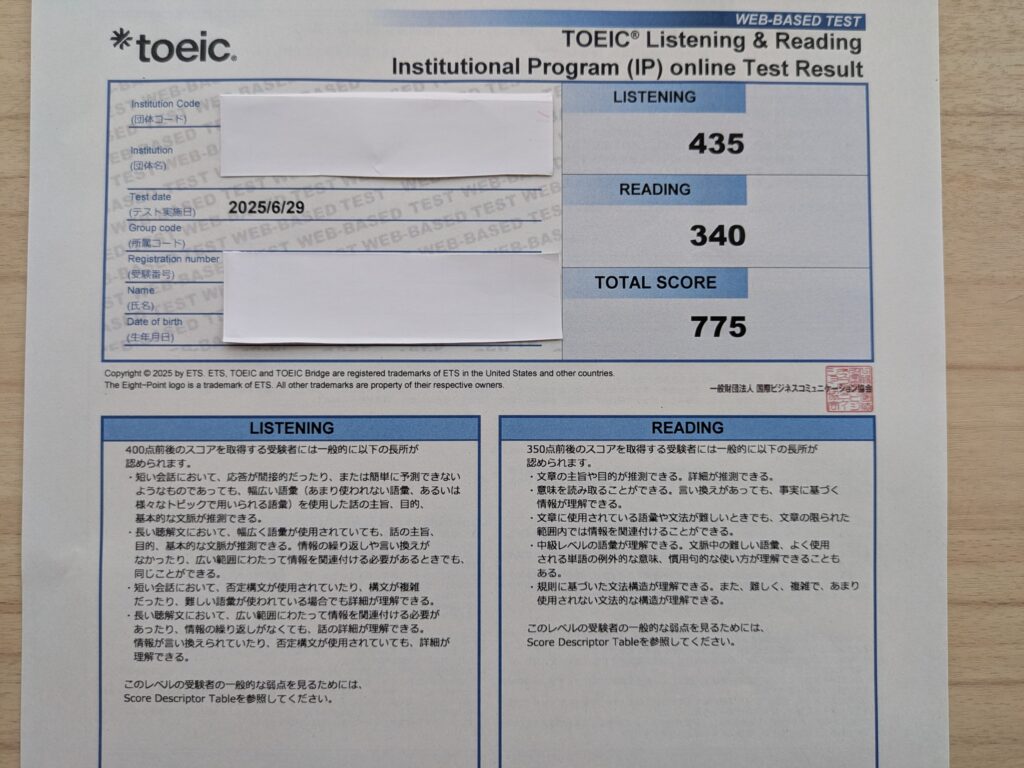 WEB-BASED TEST
*toeic®
TOEIC® Listening & Reading
Institutional Program (IP) online Test Result
Institution Code
(団体コード)
Institution
(団体名)
Test date
(テスト実施日)
2025/6/29
Group code
(所属コード)
Registration number
(受験番号)
Name
(氏名)
Date of birth
(生年月日)
LISTENING
435
READING
340
TOTAL SCORE
775
Copyright © 2025 by ETS. ETS, TOEIC and TOEIC Bridge are registered trademarks of ETS in the United States and other countries.
The Eight-Point logo is a trademark of ETS. All other trademarks are property of their respective owners.
一般財団法人 国際ビジネスコミュニケーション協会
LISTENING
400点前後のスコアを取得する受験者には一般的に以下の長所が
認められます。
・短い会話において、応答が間接的だったり、または簡単に予測できない
ようなものであっても、幅広い語彙（あまり使われない語彙、あるいは
様々なトピックで用いられる語彙）を使用した話の主旨、目的、
基本的な文脈が推測できる。
・長い聴解文において、幅広く語彙が使用されていても、話の主旨、
目的、基本的な文脈が推測できる。情報の繰り返しや言い換えが
なかったり、広い範囲にわたって情報を関連付ける必要があるときでも、
同じことができる。
・短い会話において、否定構文が使用されていたり、構文が複雑
だったり、難しい語彙が使われている場合でも詳細が理解できる。
・長い聴解文において、広い範囲にわたって情報を関連付ける必要が
あったり、情報の繰り返しがなくても、話の詳細が理解できる。
情報が言い換えられていたり、否定構文が使用されていても、詳細が
理解できる。
このレベルの受験者の一般的な弱点を見るためには、
Score Descriptor Tableを参照してください。
READING
350点前後のスコアを取得する受験者には一般的に以下の長所が
認められます。
・文章の主旨や目的が推測できる。詳細が推測できる。
・意味を読み取ることができる。言い換えがあっても、事実に基づく
情報が理解できる。
・文章に使用されている語彙や文法が難しいときでも、文章の限られた
範囲内では情報を関連付けることができる。
・中級レベルの語彙が理解できる。文脈中の難しい語彙、よく使用
される単語の例外的な意味、慣用句的な使い方が理解できることも
ある。
・規則に基づいた文法構造が理解できる。また、難しく、複雑で、あまり
使用されない文法的な構造が理解できる。
このレベルの受験者の一般的な弱点を見るためには、
Score Descriptor Tableを参照してください。